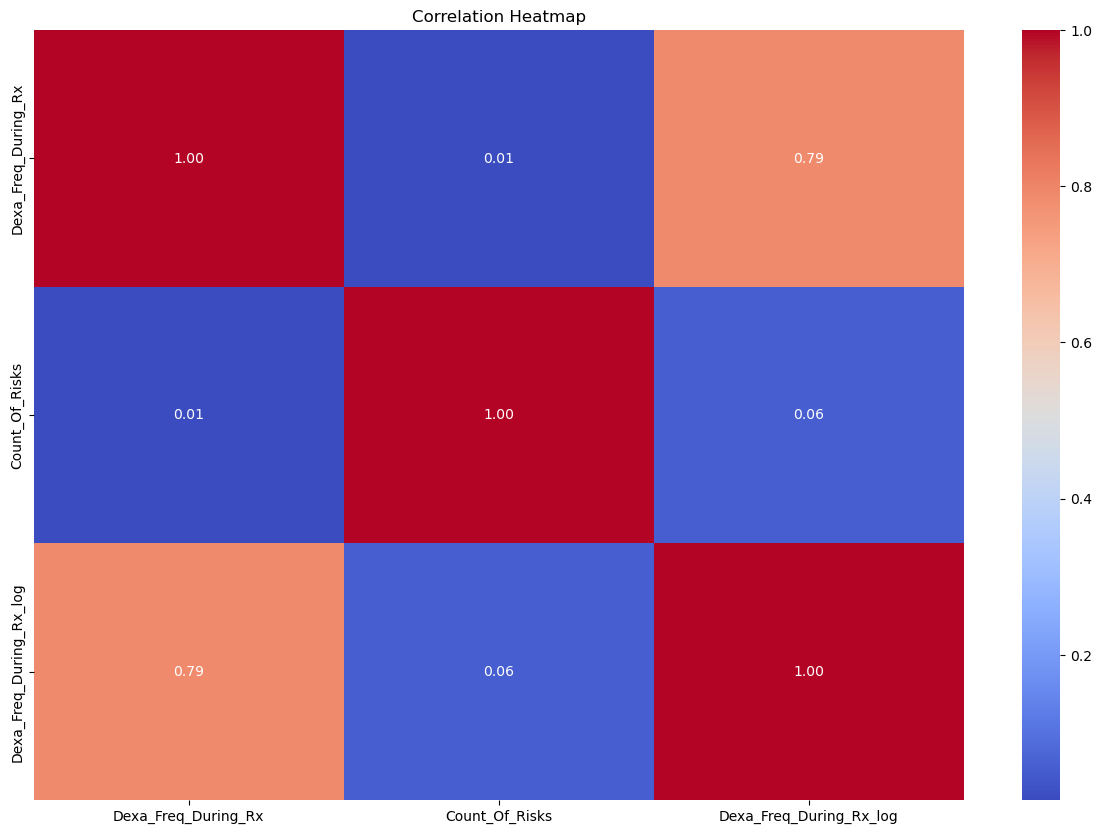 Correlation Heatmap
Dexa_Freq_During_Rx
1.00
0.01
0.79
Count_Of_Risks
0.01
1.00
0.06
Dexa_Freq_During_Rx_log
0.79
0.06
1.00
Dexa_Freq_During_Rx
Count_Of_Risks
Dexa_Freq_During_Rx_log
1.0
0.8
0.6
0.4
0.2